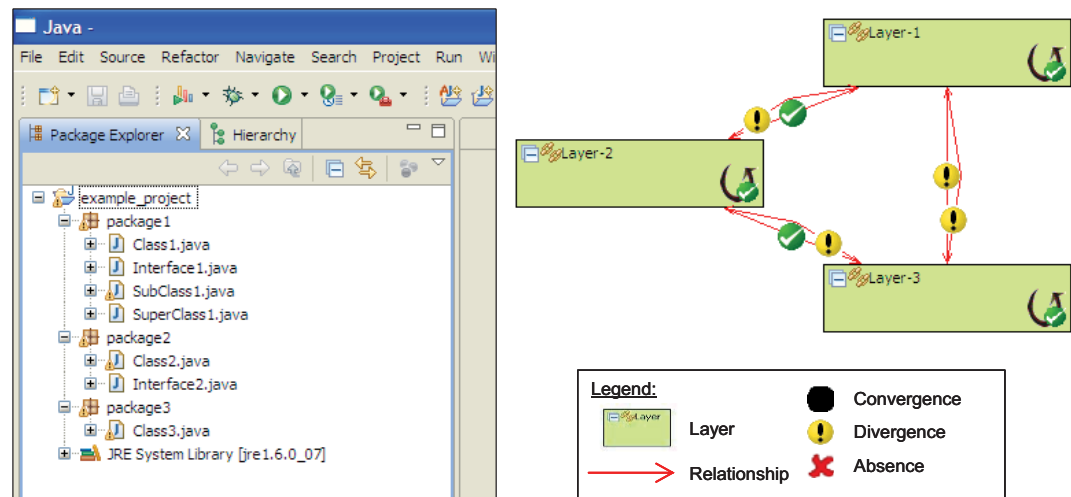 Java -
File Edit Source Refactor Navigate Search Project Run Wi
Package Explorer Hierarchy
example_project
package1
Class1.java
Interface1.java
SubClass1.java
SuperClass1.java
package2
Class2.java
Interface2.java
package3
Class3.java
JRE System Library [jre1.6.0_07]
Layer-1
Layer-2
Layer-3
Legend:
Layer
Layer
Relationship
Convergence
Divergence
Absence